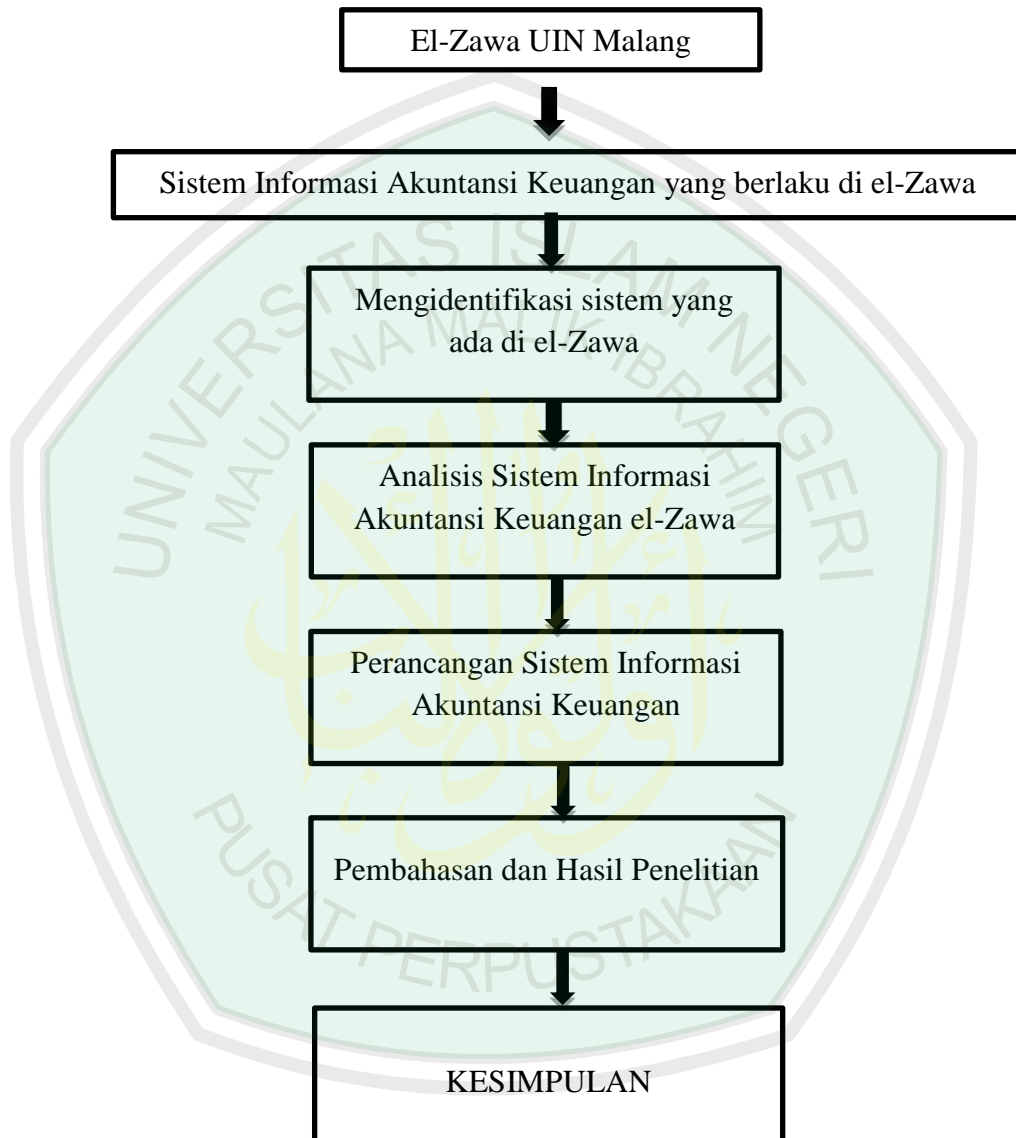 El-Zawa UIN Malang
Sistem Informasi Akuntansi Keuangan yang berlaku di el-Zawa
Mengidentifikasi sistem yang
ada di el-Zawa
Analisis Sistem Informasi
Akuntansi Keuangan el-Zawa
Perancangan Sistem Informasi
Akuntansi Keuangan
Pembahasan dan Hasil Penelitian
KESIMPULAN
UNIVERSITAS ISLAM NEGERI
MAULANA MALIK IBRAHIM
PUSAT PERPUSTAKAAN